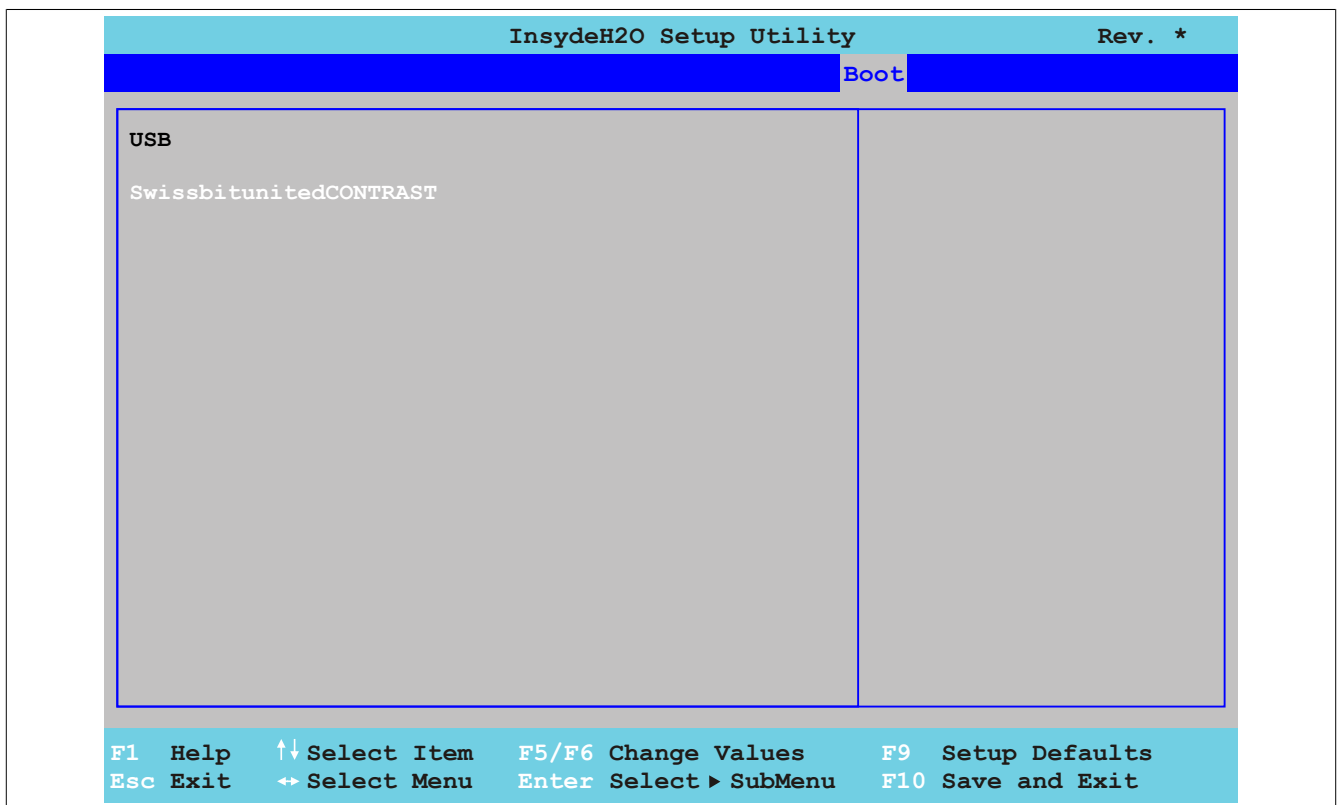 InsydeH2O Setup Utility Rev. *
Boot
USB
SwissbitunitedCONTRAST
F1 Help ↑↓ Select Item F5/F6 Change Values F9 Setup Defaults
Esc Exit ↔ Select Menu Enter Select ▶ SubMenu F10 Save and Exit